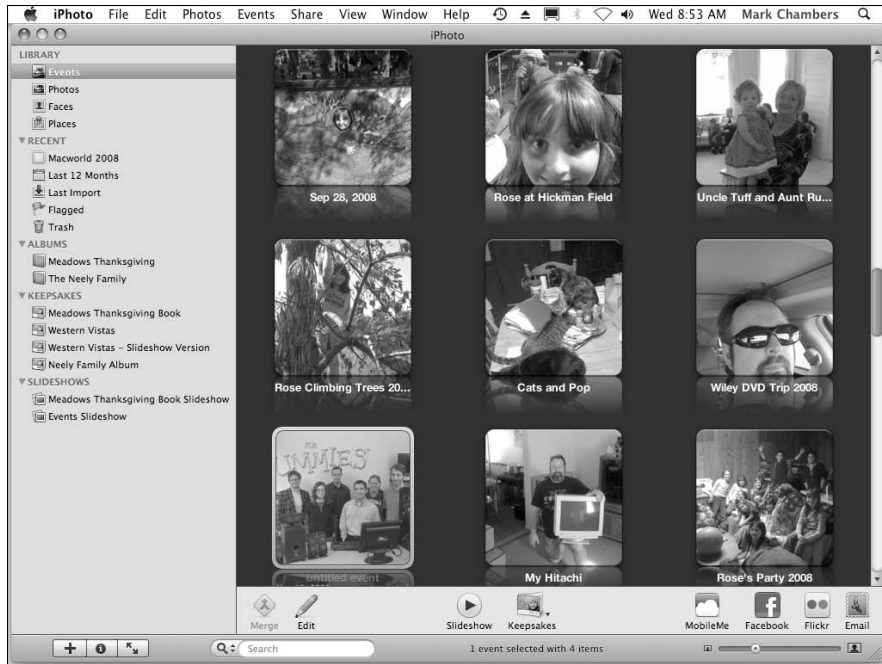 iPhoto File Edit Photos Events Share View Window Help Wed 8:53 AM Mark Chambers
iPhoto
LIBRARY
Events
Photos
Faces
Places
RECENT
Macworld 2008
Last 12 Months
Last Import
Flagged
Trash
ALBUMS
Meadows Thanksgiving
The Neely Family
KEEPSAKES
Meadows Thanksgiving Book
Western Vistas
Western Vistas – Slideshow Version
Neely Family Album
SLIDESHOWS
Meadows Thanksgiving Book Slideshow
Events Slideshow
Sep 28, 2008
Rose at Hickman Field
Uncle Tuff and Aunt Ru...
Rose Climbing Trees 20...
Cats and Pop
Wiley DVD Trip 2008
FOR
DUMMIES
untitled event
My Hitachi
Rose's Party 2008
Merge
Edit
Slideshow
Keepsakes
MobileMe
Facebook
Flickr
Email
Search
1 event selected with 4 items